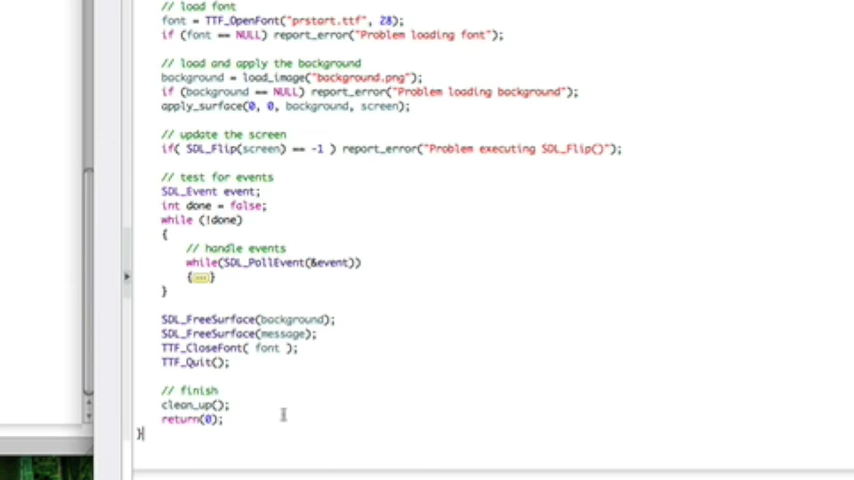 // load font
font = TTF_OpenFont("prstart.ttf", 28);
if (font == NULL) report_error("Problem loading font");
// load and apply the background
background = load_image("background.png");
if (background == NULL) report_error("Problem loading background");
apply_surface(0, 0, background, screen);
// update the screen
if( SDL_Flip(screen) == -1 ) report_error("Problem executing SDL_Flip()");
// test for events
SDL_Event event;
int done = false;
while (!done)
{
// handle events
while(SDL_PollEvent(&event))
{...}
}
SDL_FreeSurface(background);
SDL_FreeSurface(message);
TTF_CloseFont( font );
TTF_Quit();
// finish
clean_up();
return(0);
}